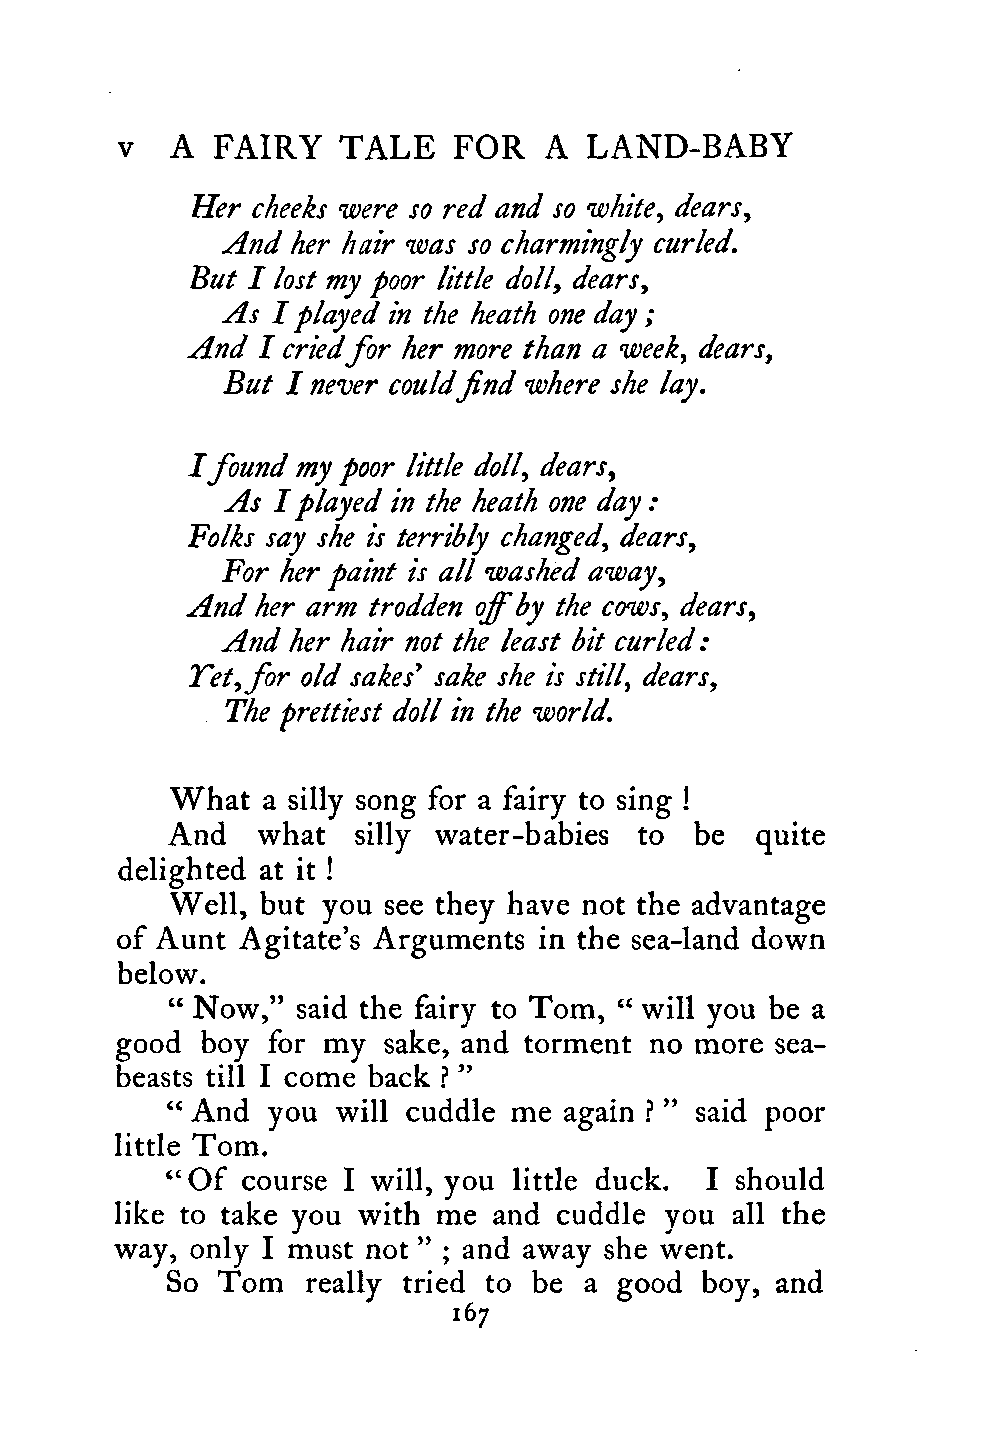 v A FAIRY TALE FOR A LAND-BABY
Her cheeks were so red and so white, dears,
And her hair was so charmingly curled.
But I lost my poor little doll, dears,
As I played in the heath one day ;
And I cried for her more than a week, dears,
But I never could find where she lay.
I found my poor little doll, dears,
As I played in the heath one day :
Folks say she is terribly changed, dears,
For her paint is all washed away,
And her arm trodden off by the cows, dears,
And her hair not the least bit curled :
Yet, for old sakes' sake she is still, dears,
The prettiest doll in the world.
What a silly song for a fairy to sing !
And what silly water-babies to be quite
delighted at it !
Well, but you see they have not the advantage
of Aunt Agitate's Arguments in the sea-land down
below.
“ Now,” said the fairy to Tom, “ will you be a
good boy for my sake, and torment no more sea-
beasts till I come back ? ”
“ And you will cuddle me again ? ” said poor
little Tom.
“ Of course I will, you little duck. I should
like to take you with me and cuddle you all the
way, only I must not ” ; and away she went.
So Tom really tried to be a good boy, and
167